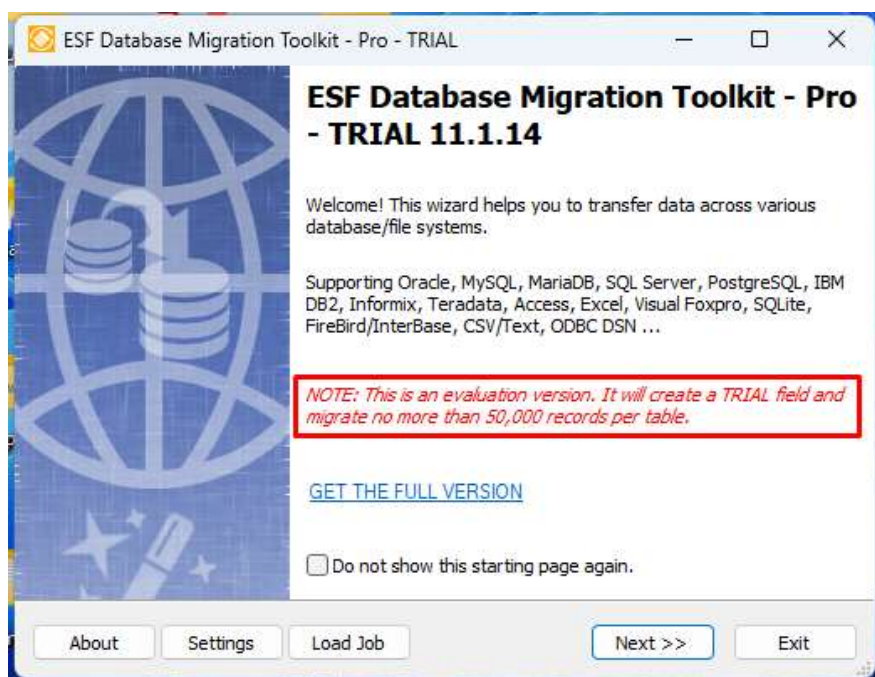 ESF Database Migration Toolkit - Pro - TRIAL
ESF Database Migration Toolkit - Pro
- TRIAL 11.1.14
Welcome! This wizard helps you to transfer data across various
database/file systems.
Supporting Oracle, MySQL, MariaDB, SQL Server, PostgreSQL, IBM
DB2, Informix, Teradata, Access, Excel, Visual Foxpro, SQLite,
FireBird/InterBase, CSV/Text, ODBC DSN ...
NOTE: This is an evaluation version. It will create a TRIAL field and
migrate no more than 50,000 records per table.
GET THE FULL VERSION
Do not show this starting page again.
About Settings Load Job Next >> Exit